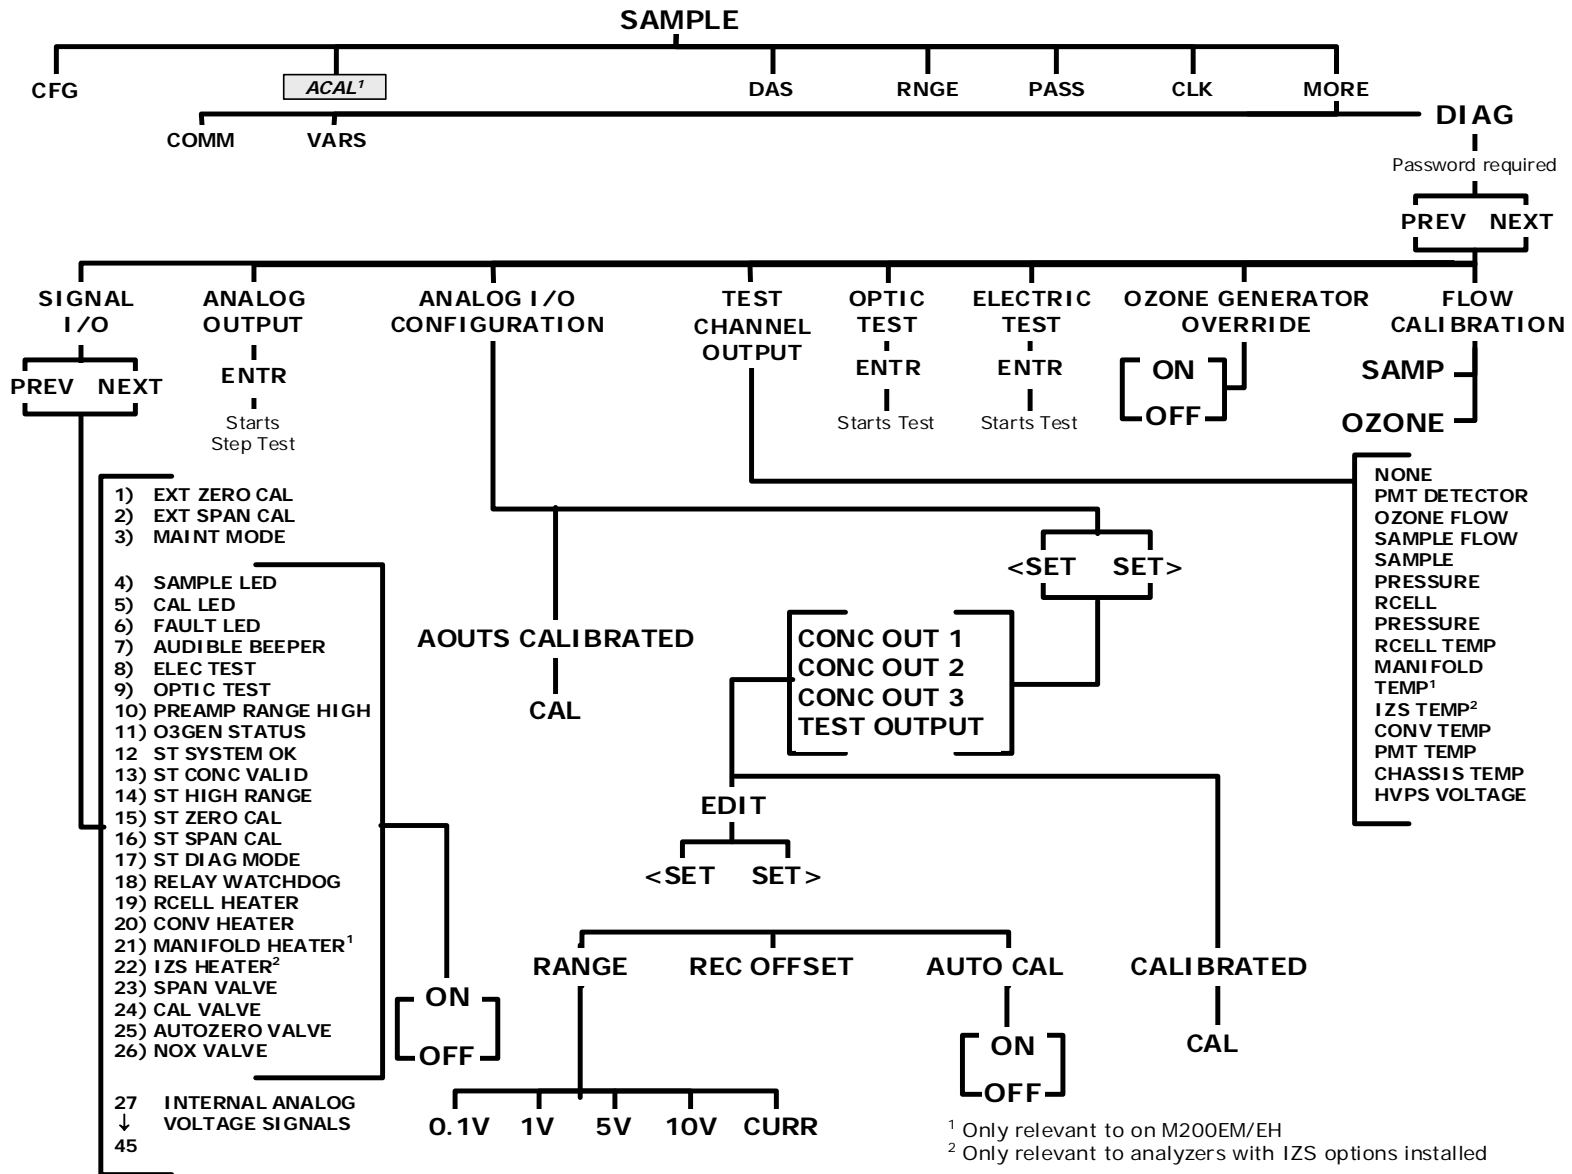 SAMPLE
CFG
ACAL¹
DAS
RNGE
PASS
CLK
MORE
COMM
VARS
DIAG
Password required
PREV NEXT
SIGNAL
I/O
ANALOG
OUTPUT
ANALOG I/O
CONFIGURATION
TEST
CHANNEL
OUTPUT
OPTIC
TEST
ELECTRIC
TEST
OZONE GENERATOR
OVERRIDE
FLOW
CALIBRATION
PREV NEXT
ENTR
Starts
Step Test
ENTR
Starts Test
ENTR
Starts Test
ON
OFF
SAMP
OZONE
1) EXT ZERO CAL
2) EXT SPAN CAL
3) MAINT MODE
4) SAMPLE LED
5) CAL LED
6) FAULT LED
7) AUDIBLE BEEPER
8) ELEC TEST
9) OPTIC TEST
10) PREAMP RANGE HIGH
11) O3GEN STATUS
12 ST SYSTEM OK
13) ST CONC VALID
14) ST HIGH RANGE
15) ST ZERO CAL
16) ST SPAN CAL
17) ST DIAG MODE
18) RELAY WATCHDOG
19) RCELL HEATER
20) CONV HEATER
21) MANIFOLD HEATER¹
22) IZS HEATER²
23) SPAN VALVE
24) CAL VALVE
25) AUTOZERO VALVE
26) NOX VALVE
27 INTERNAL ANALOG
↓ VOLTAGE SIGNALS
45
ON
OFF
AOUTS CALIBRATED
CAL
<SET SET>
CONC OUT 1
CONC OUT 2
CONC OUT 3
TEST OUTPUT
EDIT
<SET SET>
RANGE
REC OFFSET
AUTO CAL
CALIBRATED
ON
OFF
CAL
0.1V 1V 5V 10V CURR
NONE
PMT DETECTOR
OZONE FLOW
SAMPLE FLOW
SAMPLE
PRESSURE
RCELL
PRESSURE
RCELL TEMP
MANIFOLD
TEMP¹
IZS TEMP²
CONV TEMP
PMT TEMP
CHASSIS TEMP
HVPS VOLTAGE
¹ Only relevant to on M200EM/EH
² Only relevant to analyzers with IZS options installed